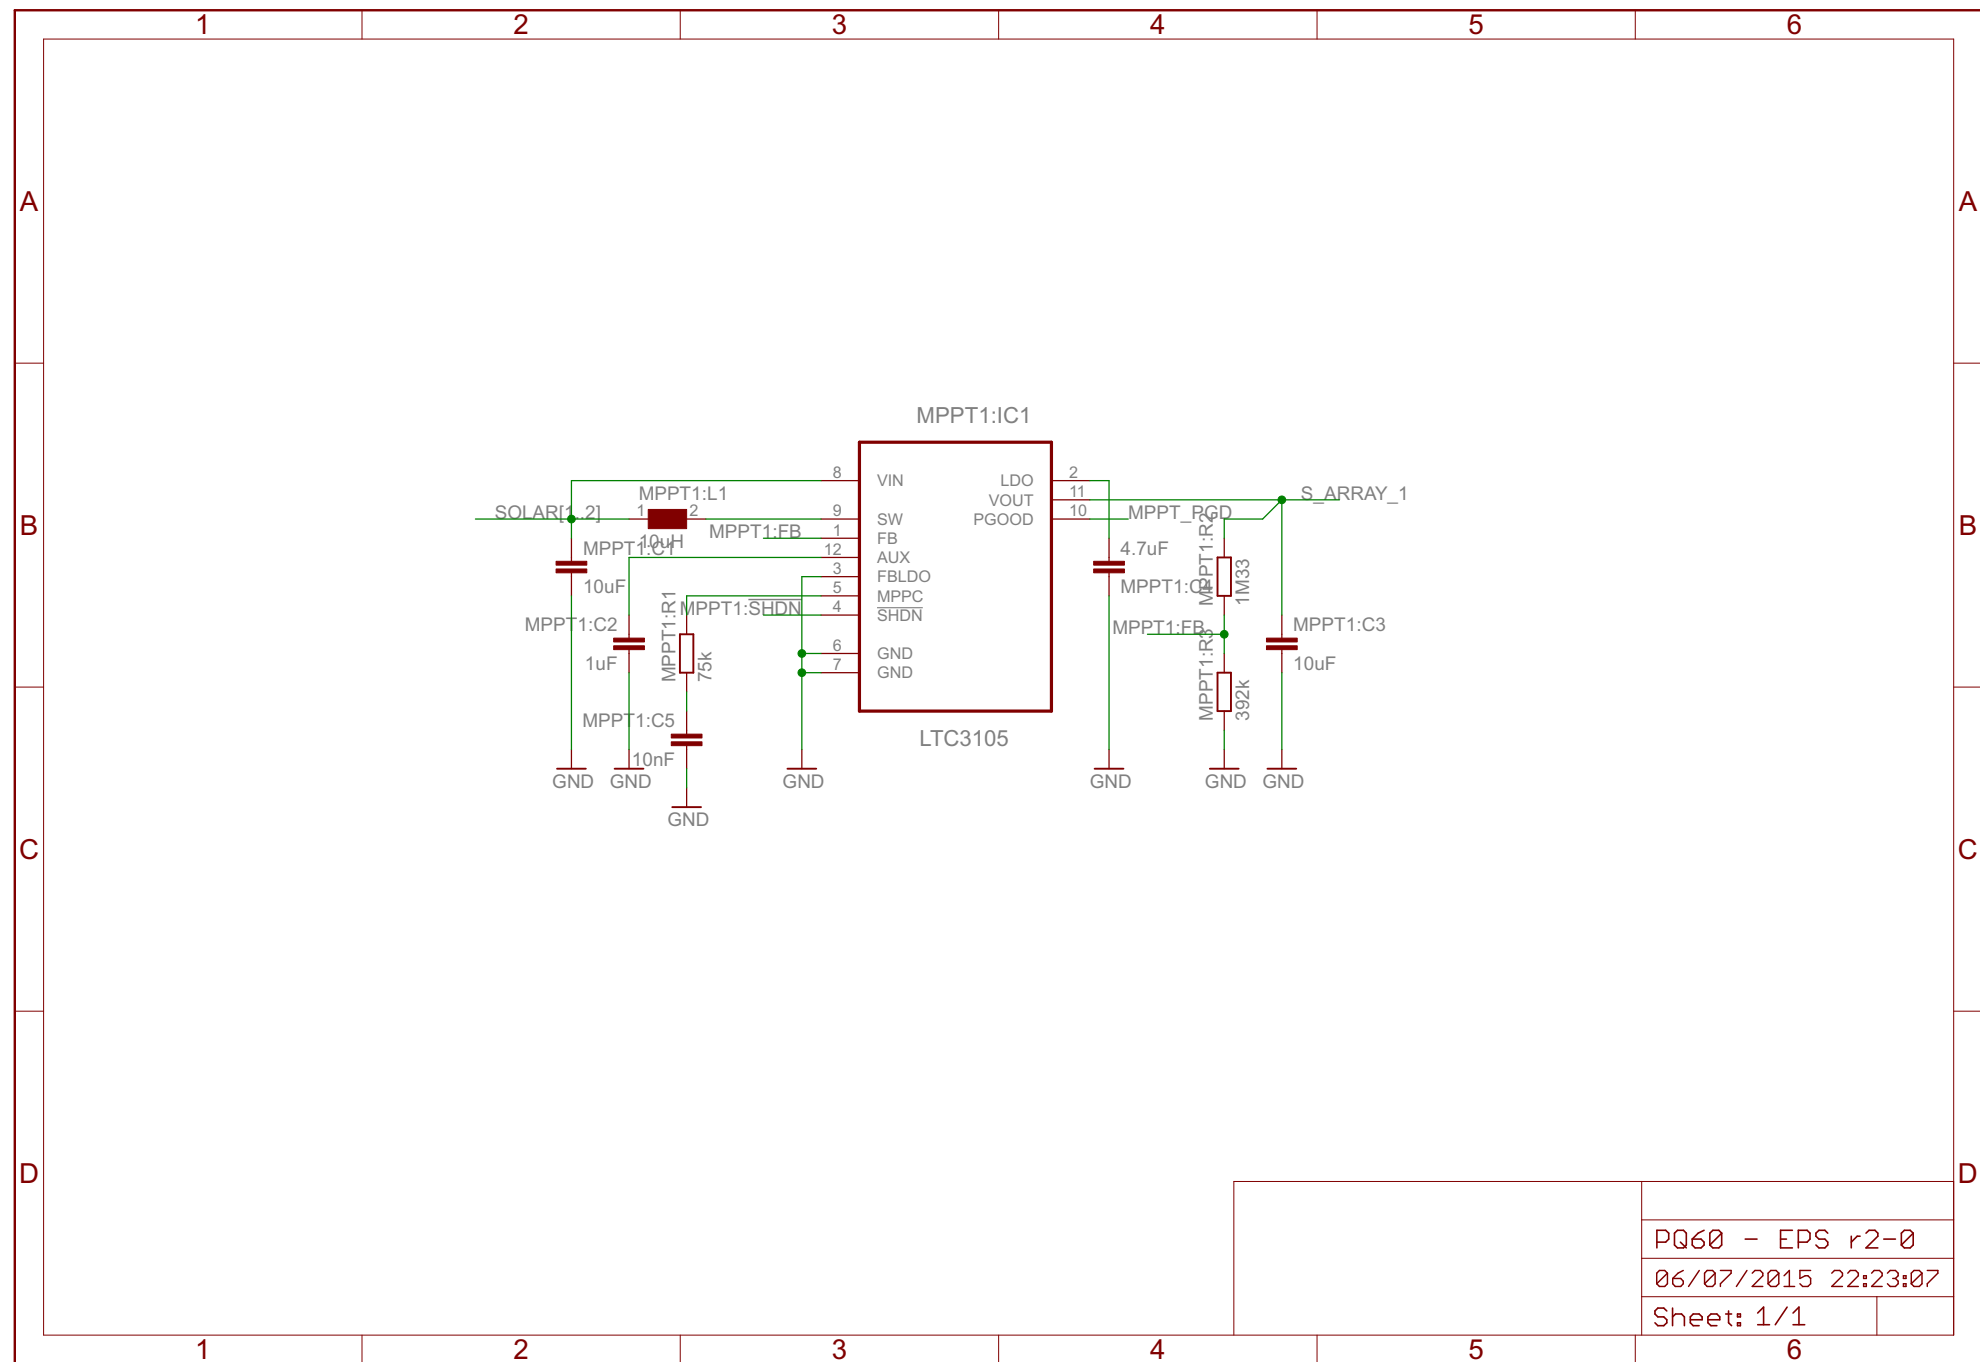 1 2 3 4 5 6
A A
MPPT1:IC1
8 VIN LDO 2
MPPT1:L1 VOUT 11 S_ARRAY_1
B SOLAR[1..2] 1 2 9 SW PGOOD 10 MPPT_PGD B
MPPT1:FB 1 FB
MPPT1:C1 10uH 12 AUX 4.7uF MPPT1:R2 1M33
10uF 3 FBLDO MPPT1:C4
5 MPPC
MPPT1:SHDN 4 SHDN
MPPT1:C2 MPPT1:R1 75k MPPT1:FB MPPT1:C3
1uF 6 GND 10uF
7 GND
MPPT1:R3 392k
MPPT1:C5
LTC3105
10nF
GND GND GND GND GND GND
GND
C C
D D
PQ60 - EPS r2-0
06/07/2015 22:23:07
Sheet: 1/1
1 2 3 4 5 6